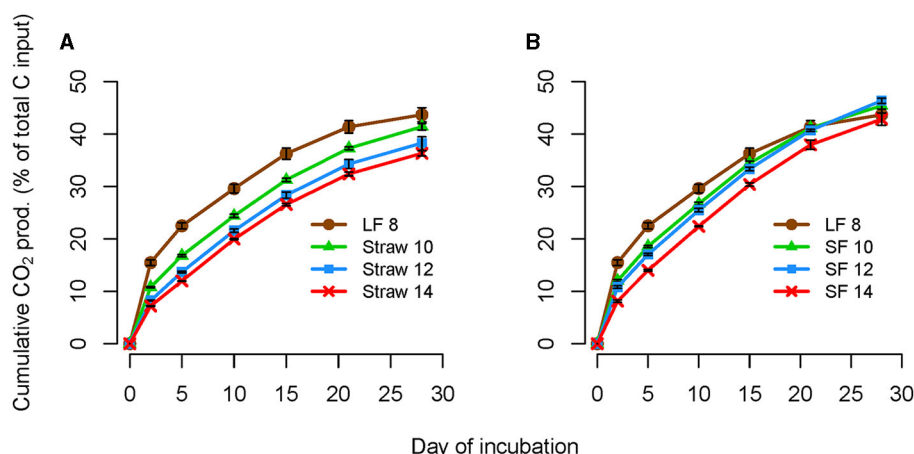 A
B
Cumulative CO₂ prod. (% of total C input)
50
40
30
20
10
0
LF 8
Straw 10
Straw 12
Straw 14
0 5 10 15 20 25 30
50
40
30
20
10
0
LF 8
SF 10
SF 12
SF 14
0 5 10 15 20 25 30
Day of incubation